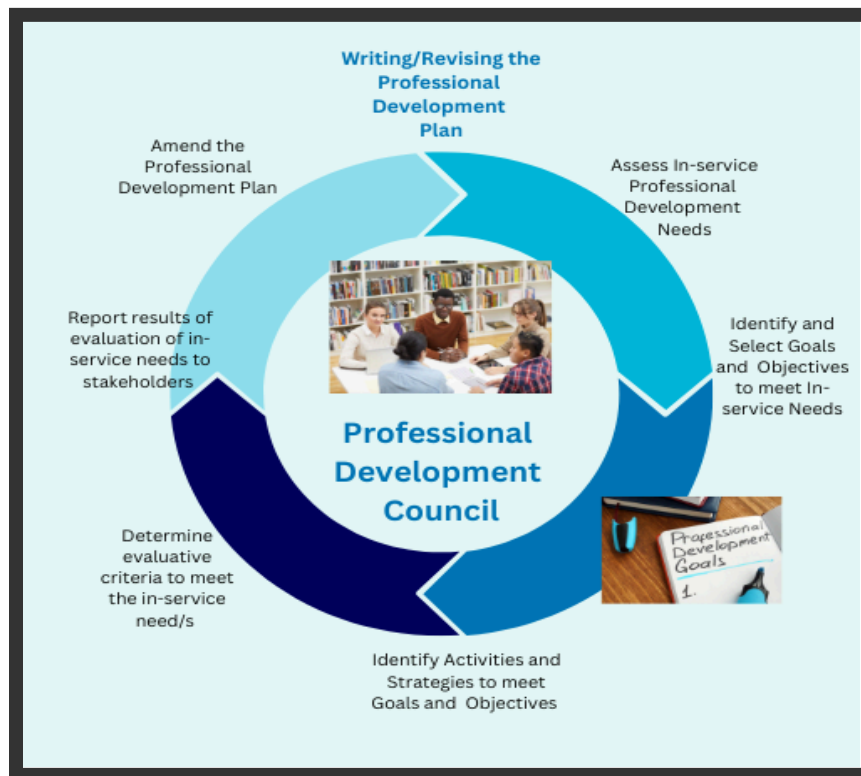 Writing/Revising the
Professional
Development
Plan
Assess In-service
Professional
Development
Needs
Identify and
Select Goals
and Objectives
to meet In-
service Needs
Professional
Development
Goals
1.
Identify Activities and
Strategies to meet
Goals and Objectives
Determine
evaluative
criteria to meet
the in-service
need/s
Report results of
evaluation of in-
service needs to
stakeholders
Amend the
Professional
Development Plan
Professional
Development
Council